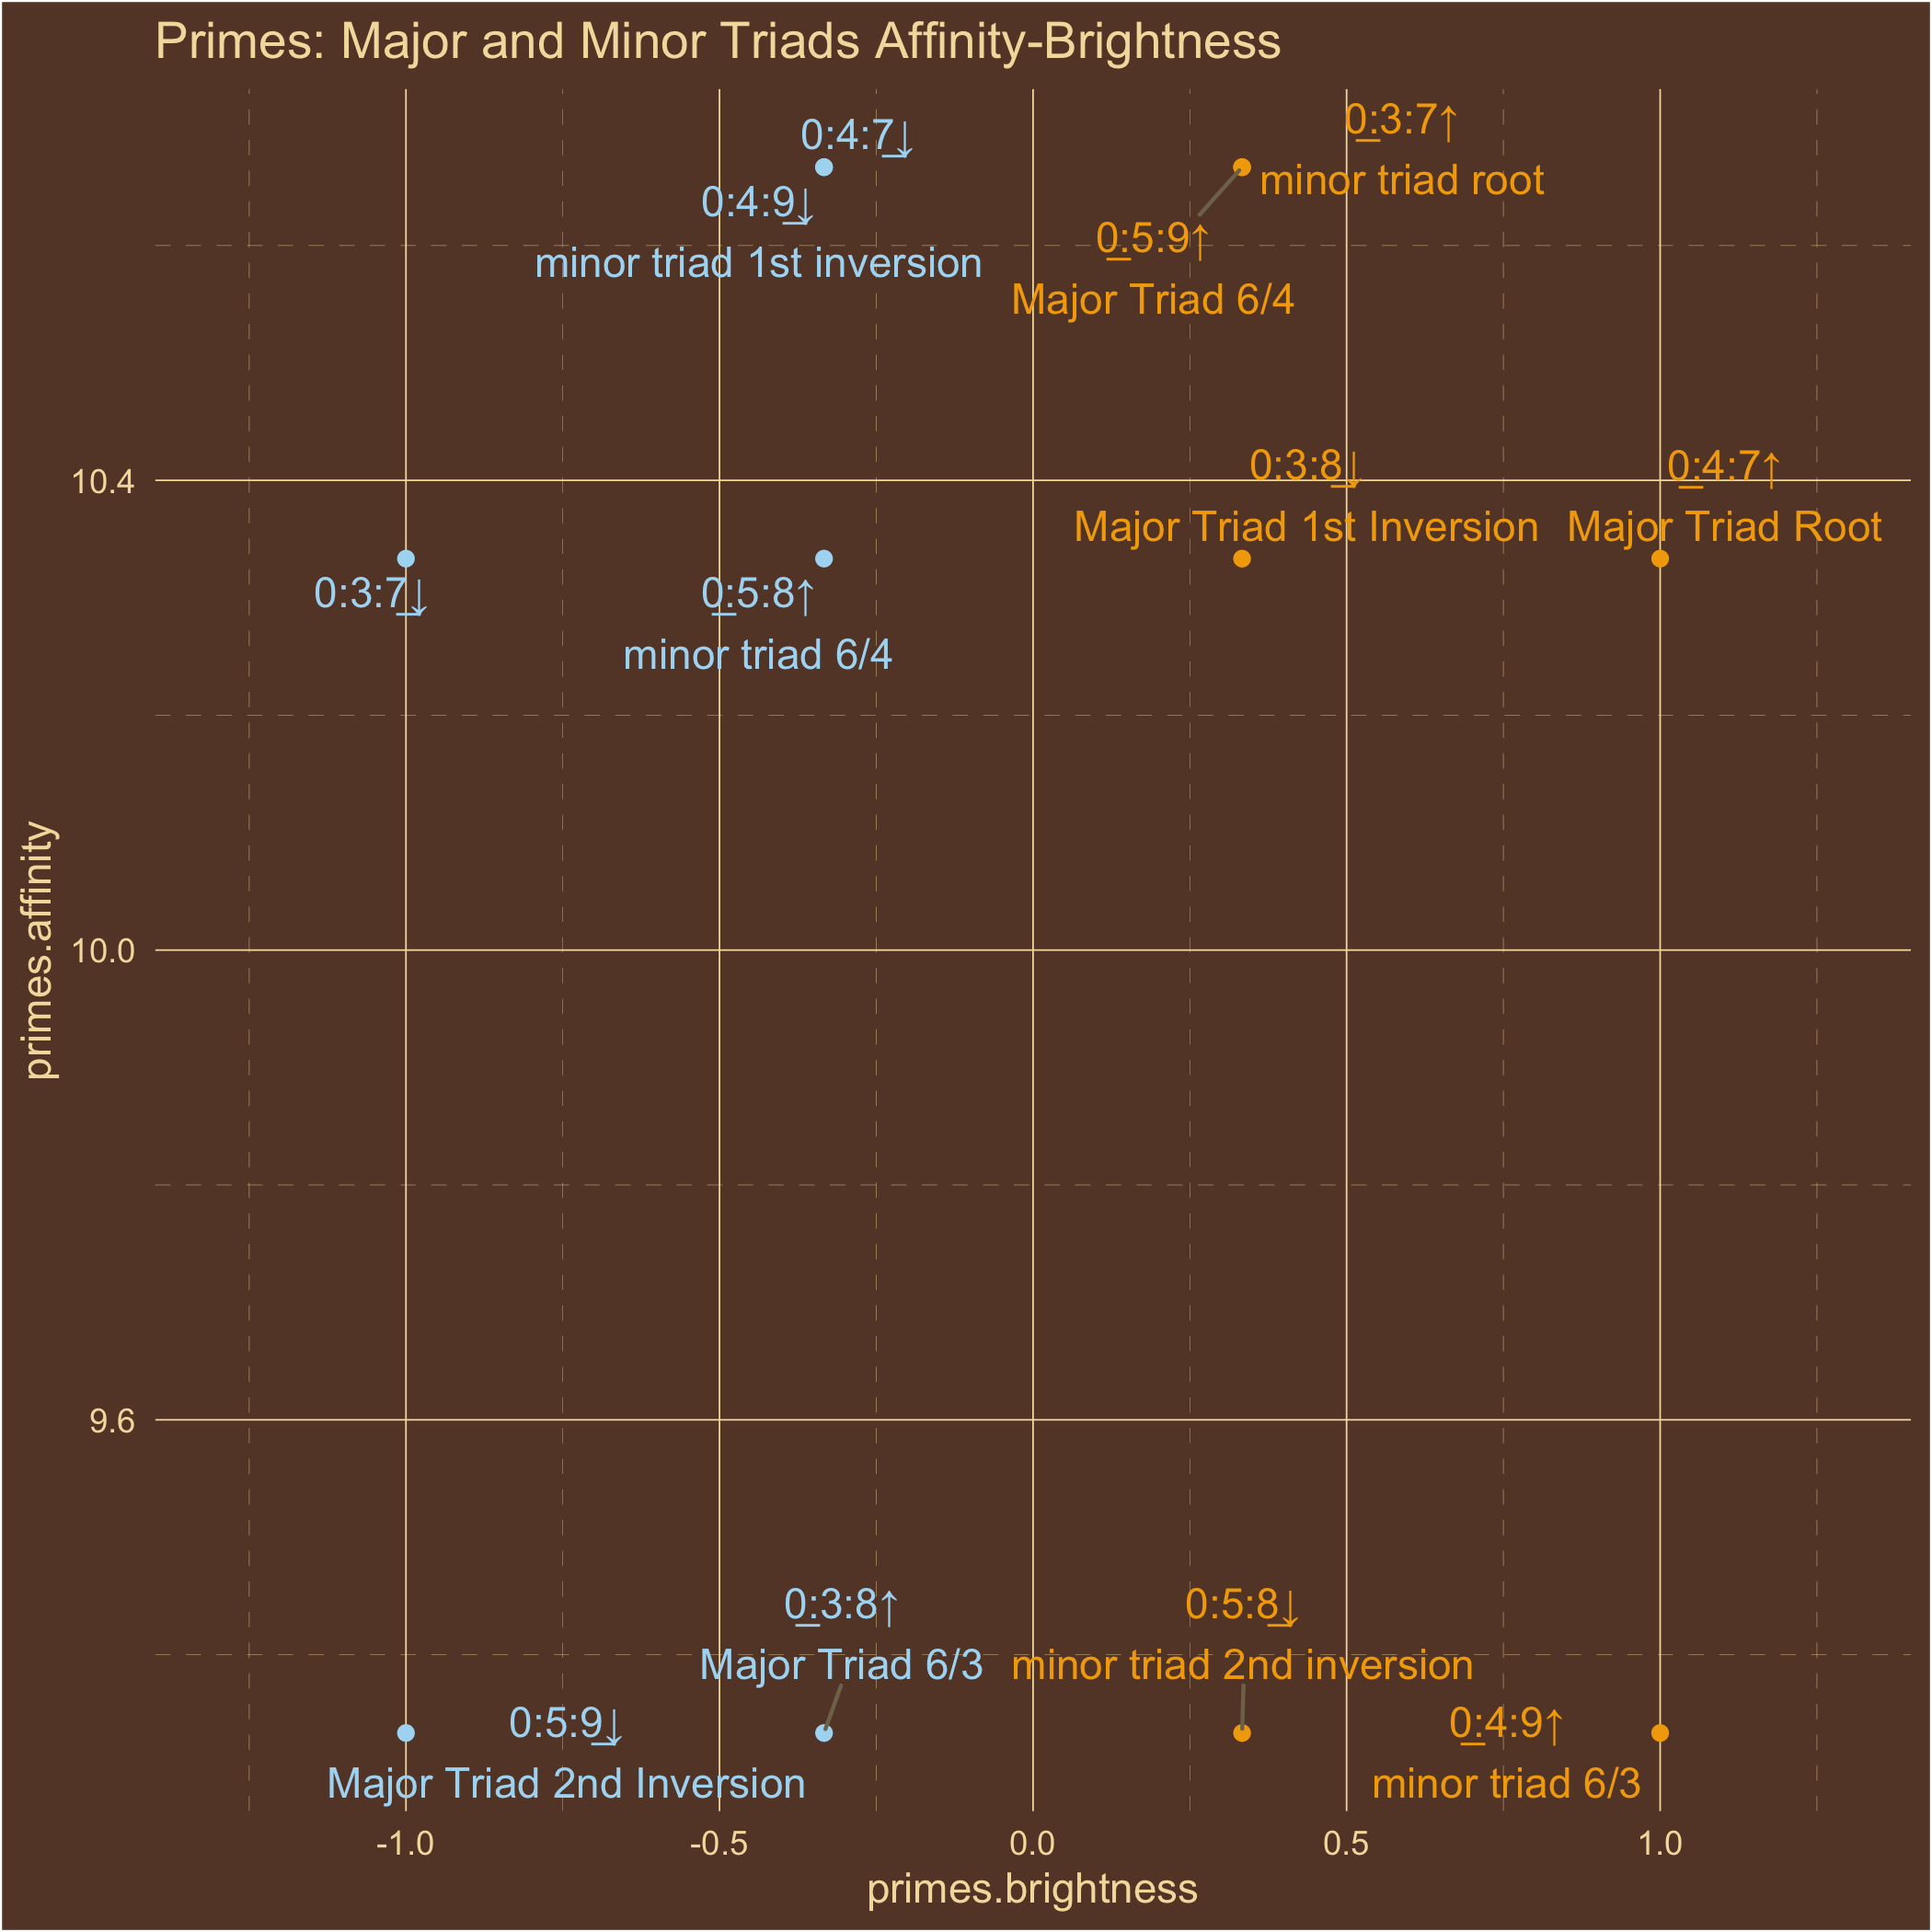 Primes: Major and Minor Triads Affinity-Brightness
0:4:7↓
0:3:7↑
minor triad root
0:4:9↓
minor triad 1st inversion
0:5:9↑
Major Triad 6/4
0:3:8↓
Major Triad 1st Inversion
0:4:7↑
Major Triad Root
10.4
0:3:7↓
0:5:8↑
minor triad 6/4
primes.affinity
10.0
9.6
0:3:8↑
Major Triad 6/3
0:5:8↓
minor triad 2nd inversion
0:5:9↓
Major Triad 2nd Inversion
0:4:9↑
minor triad 6/3
-1.0
-0.5
0.0
0.5
1.0
primes.brightness